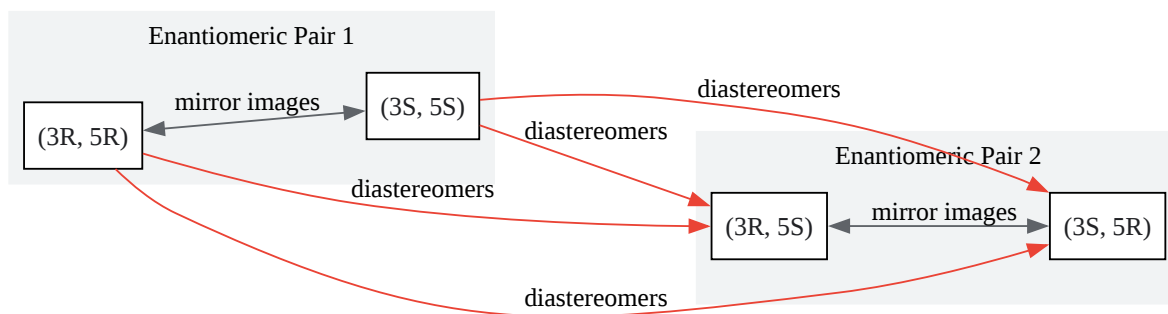 Enantiomeric Pair 1
(3R, 5R)
mirror images
(3S, 5S)
diastereomers
diastereomers
diastereomers
diastereomers
Enantiomeric Pair 2
(3R, 5S)
mirror images
(3S, 5R)